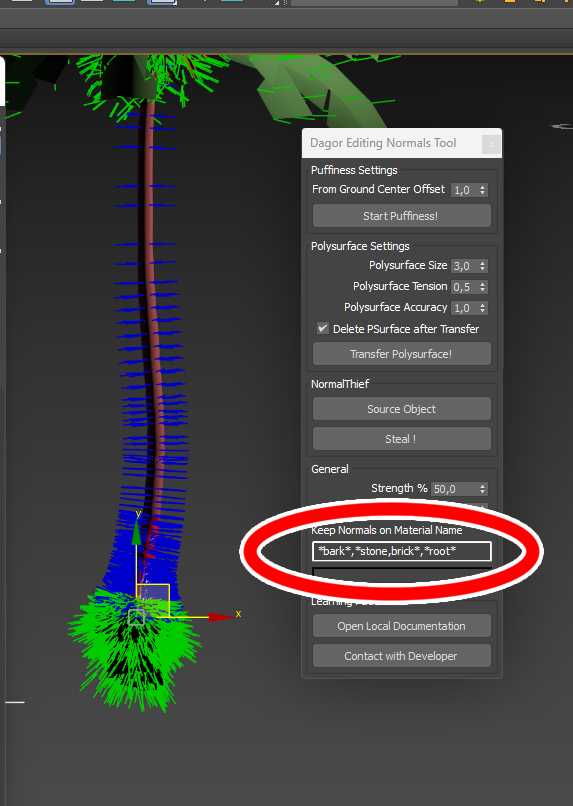 Dagor Editing Normals Tool
Puffiness Settings
From Ground Center Offset 1,0
Start Puffiness!
Polysurface Settings
Polysurface Size 3,0
Polysurface Tension 0,5
Polysurface Accuracy 1,0
Delete PSurface after Transfer
Transfer Polysurface!
NormalThief
Source Object
Steal !
General
Strength % 50,0
Keep Normals on Material Name
*bark*,*stone,brick*,*root*
Open Local Documentation
Contact with Developer
y
x